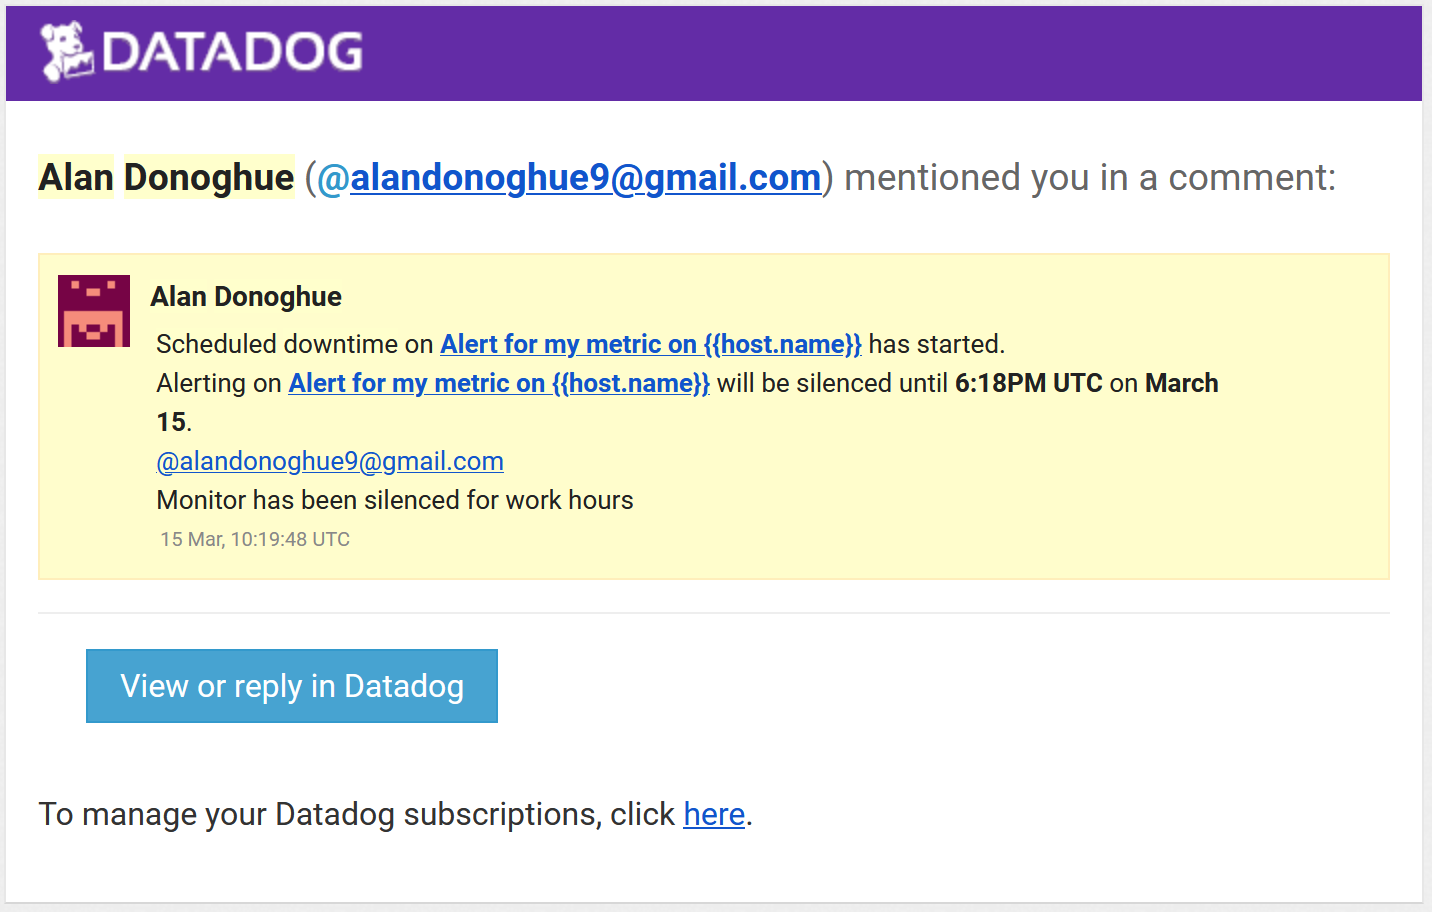 DATADOG
Alan Donoghue (@alandonoghue9@gmail.com) mentioned you in a comment:
Alan Donoghue
Scheduled downtime on Alert for my metric on {{host.name}} has started.
Alerting on Alert for my metric on {{host.name}} will be silenced until 6:18PM UTC on March
15.
@alandonoghue9@gmail.com
Monitor has been silenced for work hours
15 Mar, 10:19:48 UTC
View or reply in Datadog
To manage your Datadog subscriptions, click here.